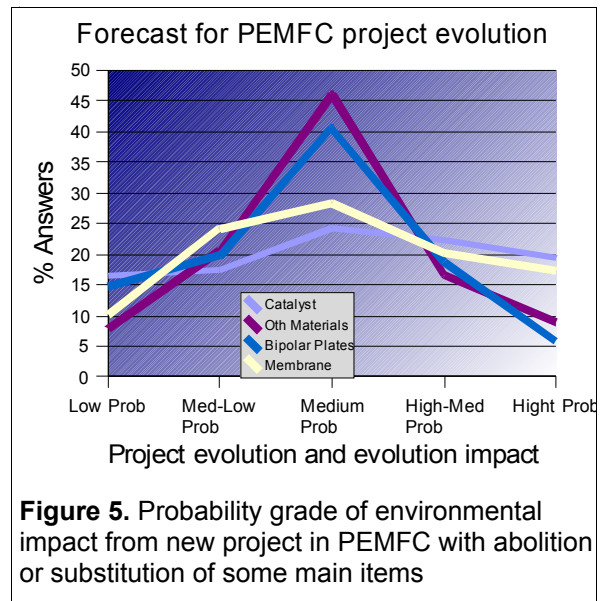 Forecast for PEMFC project evolution
50
45
40
35
30
25
20
15
10
5
0
% Answers
Catalyst
Oth Materials
Bipolar Plates
Membrane
Low Prob Med-Low Prob Medium Prob High-Med Prob Hight Prob
Project evolution and evolution impact
Figure 5. Probability grade of environmental
impact from new project in PEMFC with abolition
or substitution of some main items